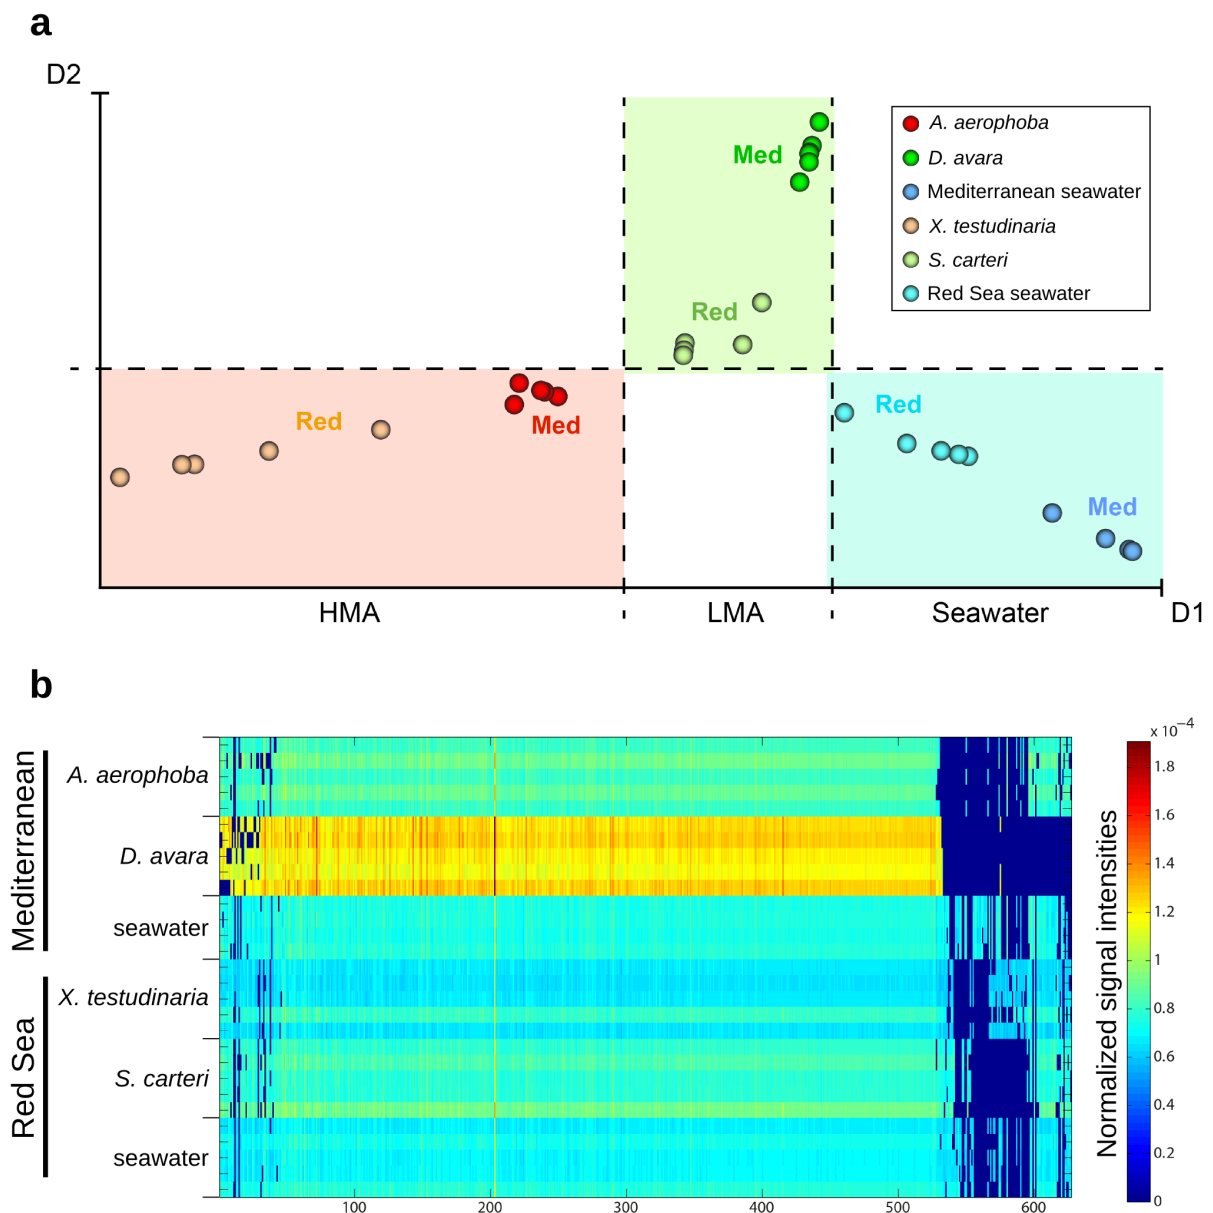 a
D2
Med
Red
A. aerophoba
D. avara
Mediterranean seawater
X. testudinaria
S. carteri
Red Sea seawater
Red
Med
Red
Med
HMA
LMA
Seawater
D1
b
Mediterranean
Red Sea
A. aerophoba
D. avara
seawater
X. testudinaria
S. carteri
seawater
100
200
300
400
500
600
x 10−4
1.8
1.6
1.4
1.2
1
0.8
0.6
0.4
0.2
0
Normalized signal intensities